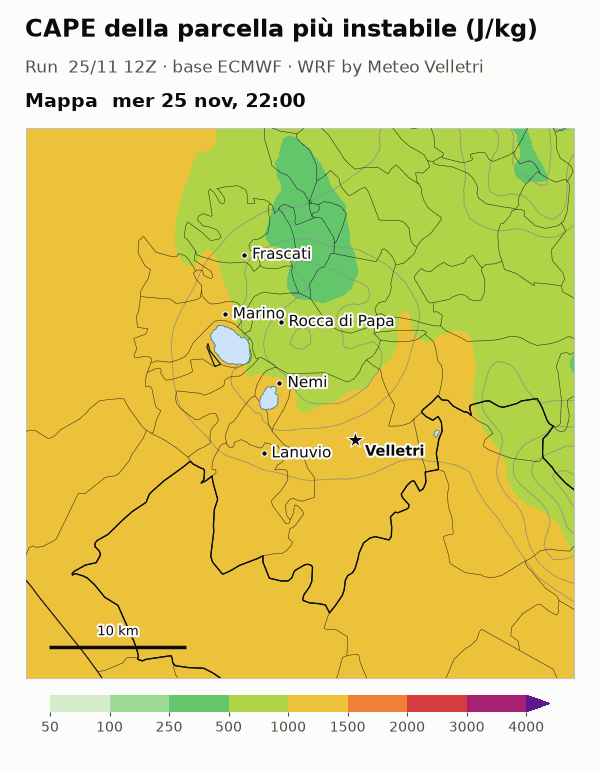 CAPE della parcella più instabile (J/kg)
Run  25/11 12Z · base ECMWF · WRF by Meteo Velletri
Mappa  mer 25 nov, 22:00
Frascati
Marino
Rocca di Papa
Nemi
Velletri
Lanuvio
10 km
50 100 250 500 1000 1500 2000 3000 4000